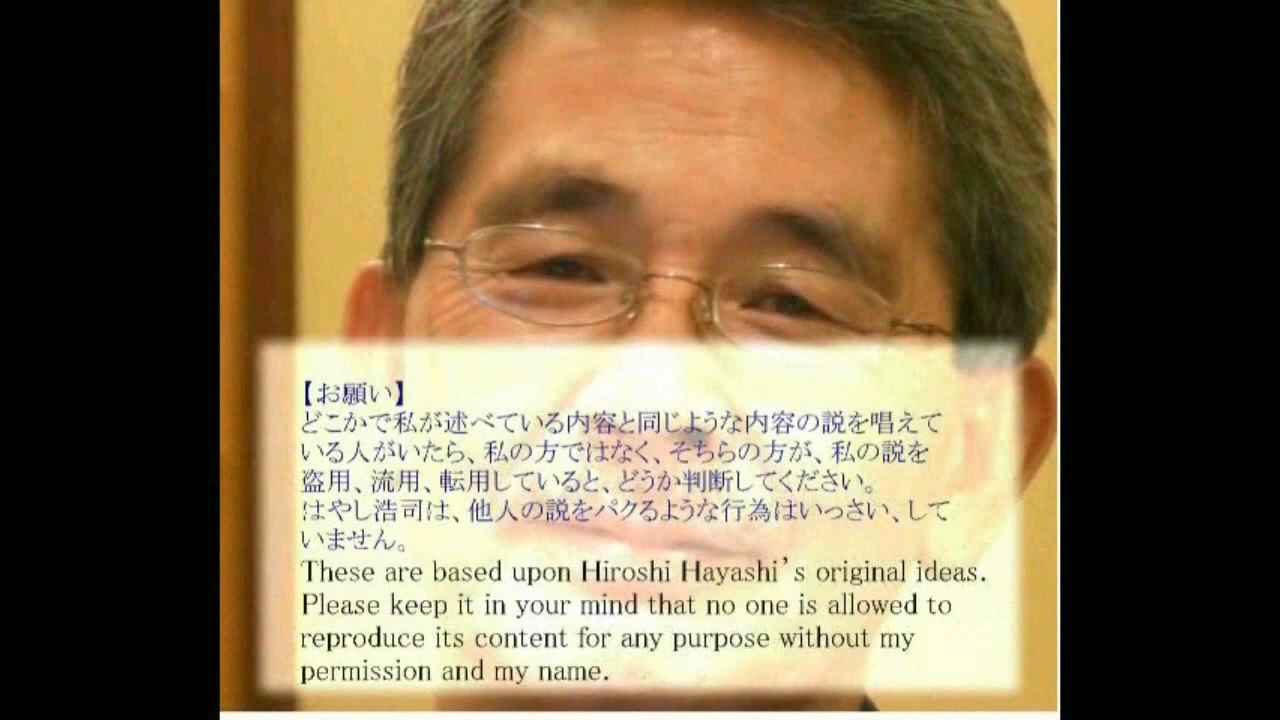 【お願い】
どこかで私が述べている内容と同じような内容の説を唱えて
いる人がいたら、私の方ではなく、そちらの方が、私の説を
盗用、流用、転用していると、どうか判断してください。
はやし浩司は、他人の説をパクるような行為はいっさい、して
いません。
These are based upon Hiroshi Hayashi's original ideas.
Please keep it in your mind that no one is allowed to
reproduce its content for any purpose without my
permission and my name.